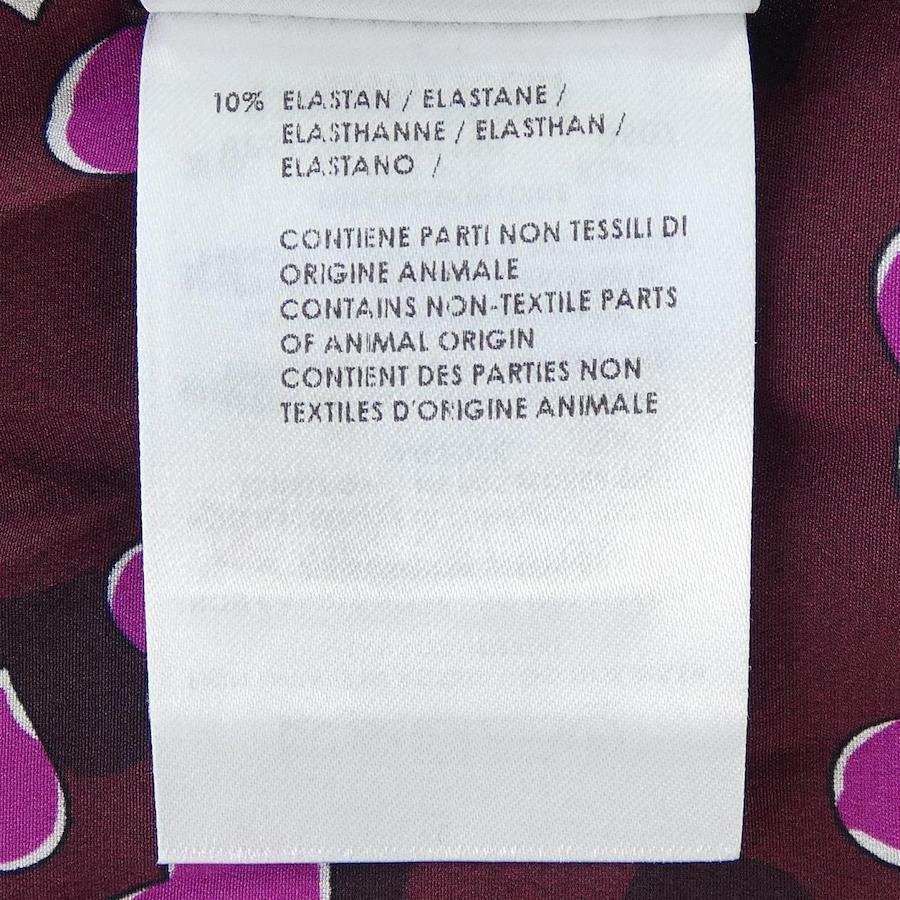 10% ELASTAN / ELASTANE /
ELASTHANNE / ELASTHAN /
ELASTANO /
CONTIENE PARTI NON TESSILI DI
ORIGINE ANIMALE
CONTAINS NON-TEXTILE PARTS
OF ANIMAL ORIGIN
CONTIENT DES PARTIES NON
TEXTILES D'ORIGINE ANIMALE